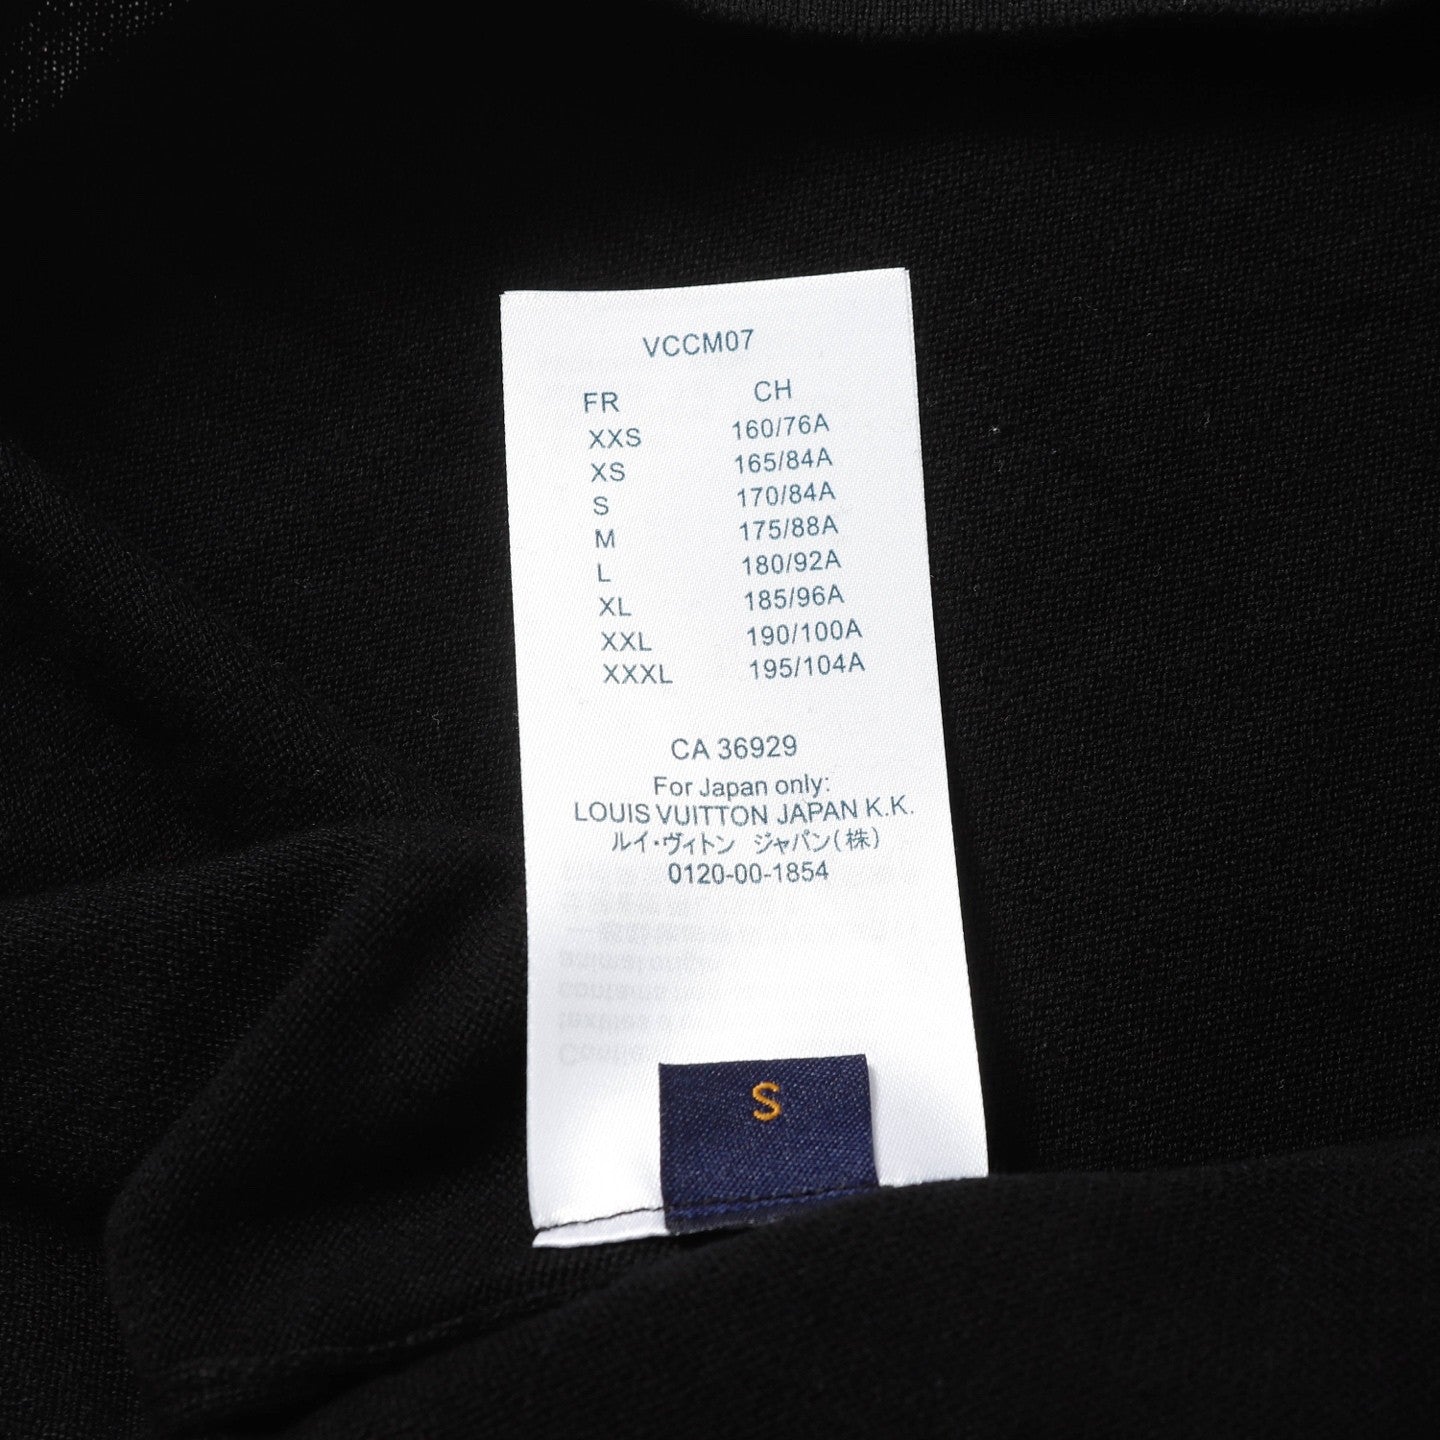 VCCM07
FR CH
XXS 160/76A
XS 165/84A
S 170/84A
M 175/88A
L 180/92A
XL 185/96A
XXL 190/100A
XXXL 195/104A
CA 36929
For Japan only:
LOUIS VUITTON JAPAN K.K.
ルイ・ヴィトン ジャパン(株)
0120-00-1854
S